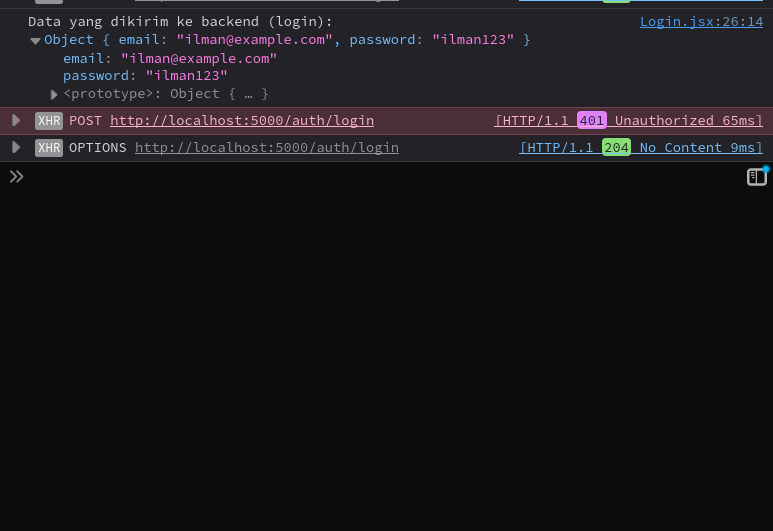 Data yang dikirim ke backend (login): Login.jsx:26:14
Object { email: "ilman@example.com", password: "ilman123" }
email: "ilman@example.com"
password: "ilman123"
<prototype>: Object { … }
XHR POST http://localhost:5000/auth/login [HTTP/1.1 401 Unauthorized 65ms]
XHR OPTIONS http://localhost:5000/auth/login [HTTP/1.1 204 No Content 9ms]